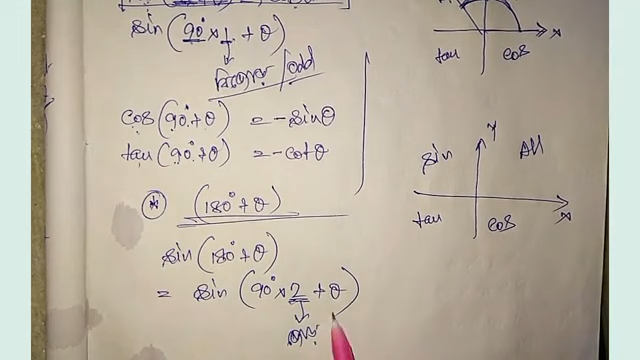 sin (90° × 1 + θ)
বিজোড় / odd
cos (90° + θ) = - sinθ
tan (90° + θ) = - cotθ
(180° + θ)
sin (180° + θ)
= sin (90° × 2 + θ)
জোড়
tan cos
x
y
sin All
x
tan cos